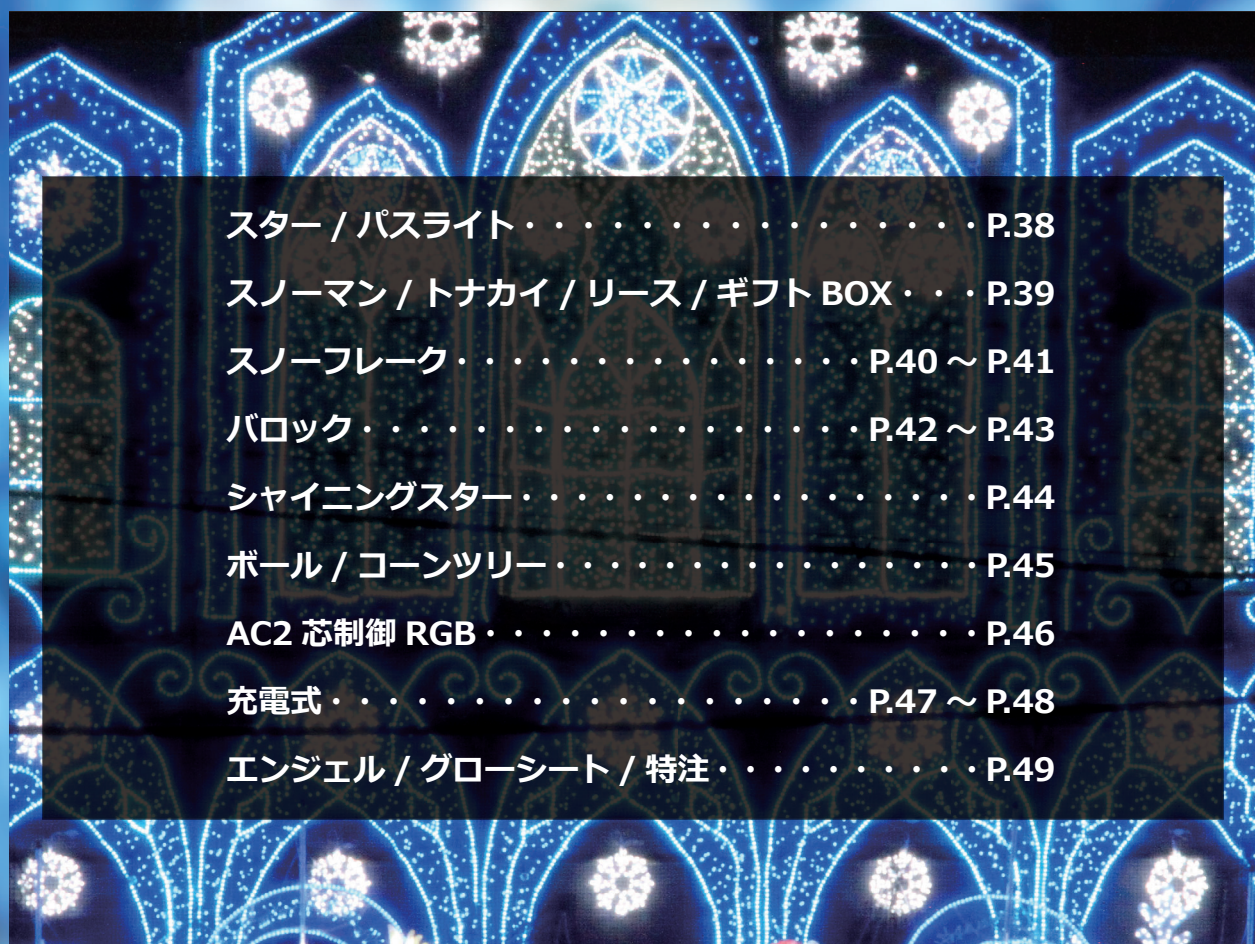 スター / パスライト・・・・・・・・・・・・・・・・P.38
スノーマン / トナカイ / リース / ギフト BOX・・・P.39
スノーフレーク・・・・・・・・・・・・・・・P.40 ～ P.41
バロック・・・・・・・・・・・・・・・・・・P.42 ～ P.43
シャイニングスター・・・・・・・・・・・・・・・・P.44
ボール / コーンツリー・・・・・・・・・・・・・・・P.45
AC2 芯制御 RGB・・・・・・・・・・・・・・・・・・P.46
充電式・・・・・・・・・・・・・・・・・・・P.47 ～ P.48
エンジェル / グローシート / 特注・・・・・・・・・・P.49